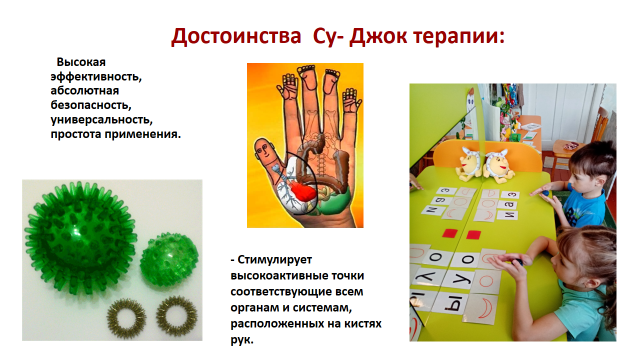 Достоинства Су- Джок терапии:
Высокая
эффективность,
абсолютная
безопасность,
универсальность,
простота применения.
- Стимулирует
высокоактивные точки
соответствующие всем
органам и системам,
расположенных на кистях
рук.